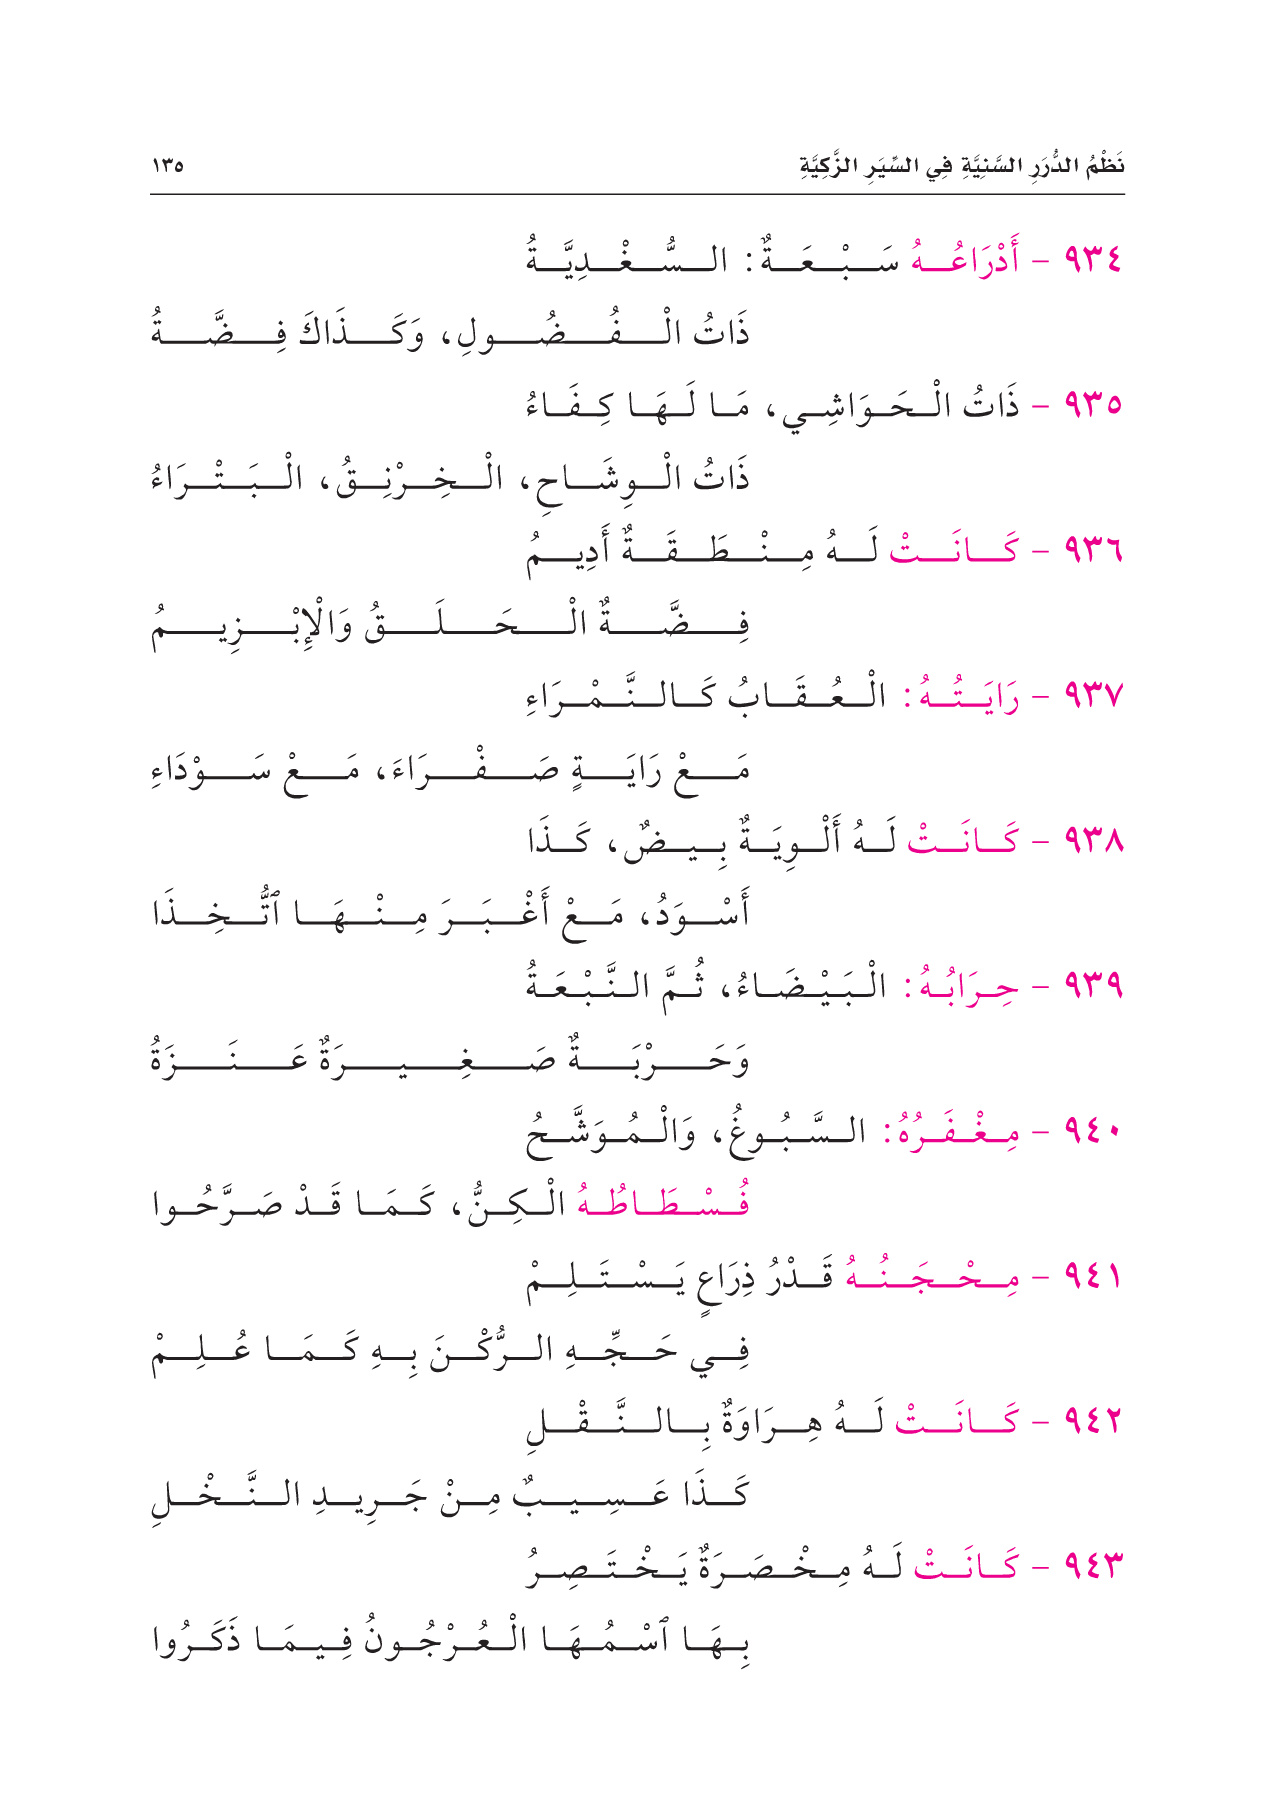 نَظْمُ الدُّرَرِ السَّنِيَّةِ فِي السِّيَرِ الزَّكِيَّةِ ١٣٥
٩٣٤ - أَدْرَاعُهُ سَبْعَةٌ: السُّغْدِيَّةُ
ذَاتُ الْفُضُولِ، وَكَذَاكَ فِضَّةُ
٩٣٥ - ذَاتُ الْحَوَاشِي، مَا لَهَا كِفَاءُ
ذَاتُ الْوِشَاحِ، الْخِرْنِقُ، الْبَتْرَاءُ
٩٣٦ - كَانَتْ لَهُ مِنْطَقَةٌ أَدِيمُ
فِضَّةٌ الْحَلَقُ وَالْإِبْزِيمُ
٩٣٧ - رَايَتُهُ: الْعُقَابُ كَالنَّمْرَاءِ
مَعْ رَايَةٍ صَفْرَاءَ، مَعْ سَوْدَاءِ
٩٣٨ - كَانَتْ لَهُ أَلْوِيَةٌ بِيضٌ، كَذَا
أَسْوَدُ، مَعْ أَغْبَرَ مِنْهَا ٱتُّخِذَا
٩٣٩ - حِرَابُهُ: الْبَيْضَاءُ، ثُمَّ النَّبْعَةُ
وَحَرْبَةٌ صَغِيرَةٌ عَنَزَةُ
٩٤٠ - مِغْفَرُهُ: السَّبُوغُ، وَالْمُوَشَّحُ
فُسْطَاطُهُ الْكِنُّ، كَمَا قَدْ صَرَّحُوا
٩٤١ - مِحْجَنُهُ قَدْرُ ذِرَاعٍ يَسْتَلِمْ
فِي حَجِّهِ الرُّكْنَ بِهِ كَمَا عُلِمْ
٩٤٢ - كَانَتْ لَهُ هِرَاوَةٌ بِالنَّقْلِ
كَذَا عَسِيبٌ مِنْ جَرِيدِ النَّخْلِ
٩٤٣ - كَانَتْ لَهُ مِخْصَرَةٌ يَخْتَصِرُ
بِهَا ٱسْمُهَا الْعُرْجُونُ فِيمَا ذَكَرُوا